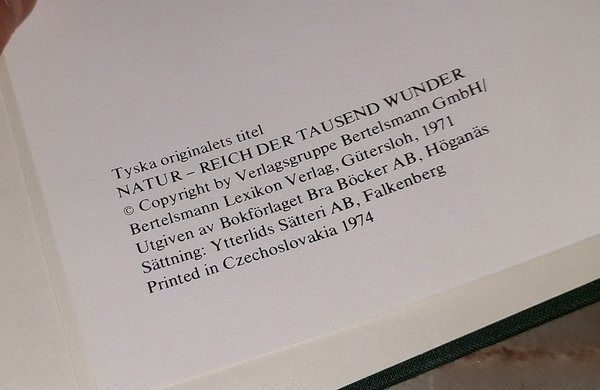 Tyska originalets titel
NATUR – REICH DER TAUSEND WUNDER
© Copyright by Verlagsgruppe Bertelsmann GmbH/
Bertelsmann Lexikon Verlag, Gütersloh, 1971
Utgiven av Bokförlaget Bra Böcker AB, Höganäs
Sättning: Ytterlids Sätteri AB, Falkenberg
Printed in Czechoslovakia 1974